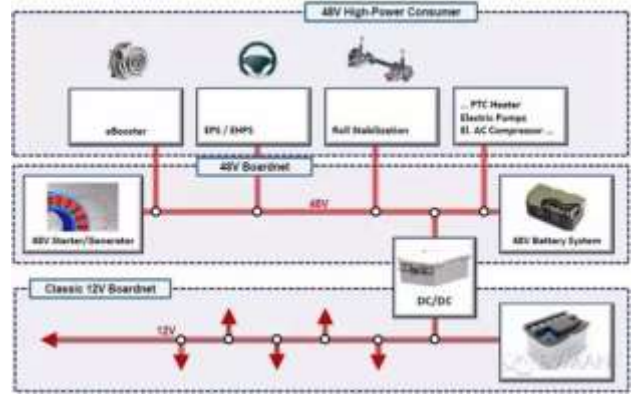 48V High-Power Consumer
eBooster
EPS / EHPS
Roll Stabilization
... PTC Heater
Electric Pumps
El. AC Compressor ...
48V Boardnet
48V
48V Starter/Generator
48V Battery System
DC/DC
Classic 12V Boardnet
12V